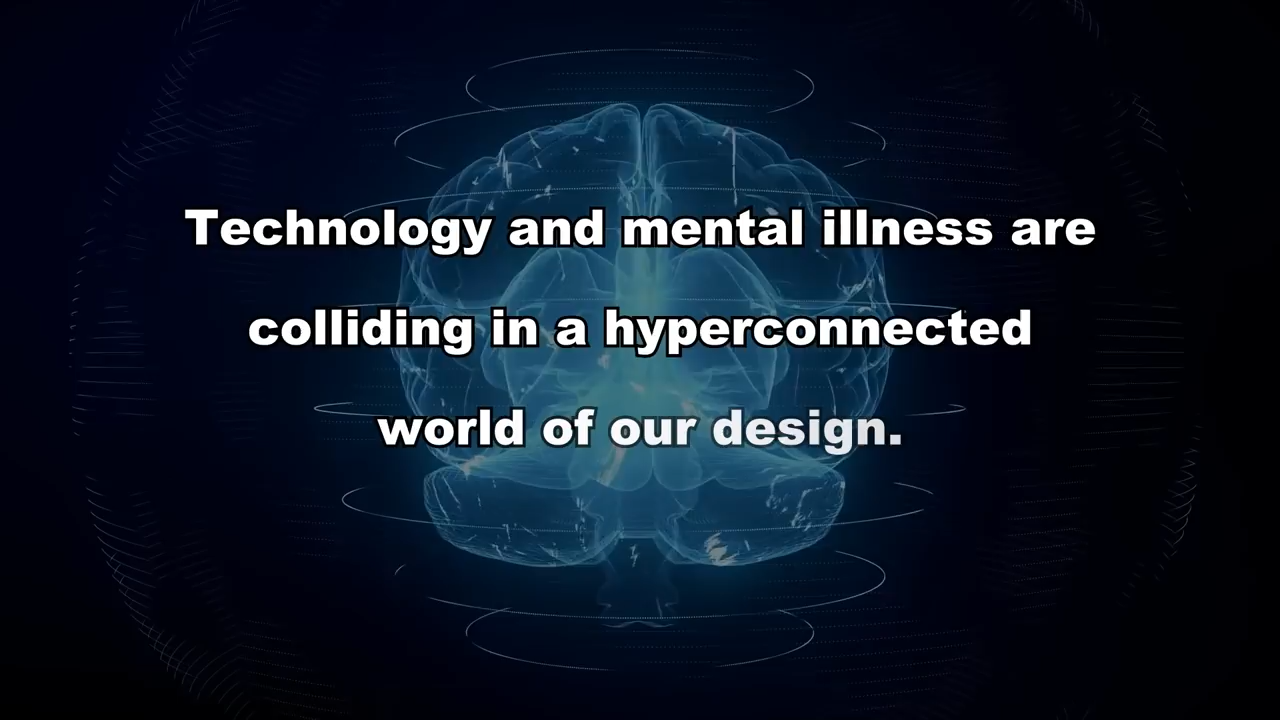 Technology and mental illness are
colliding in a hyperconnected
world of our design.